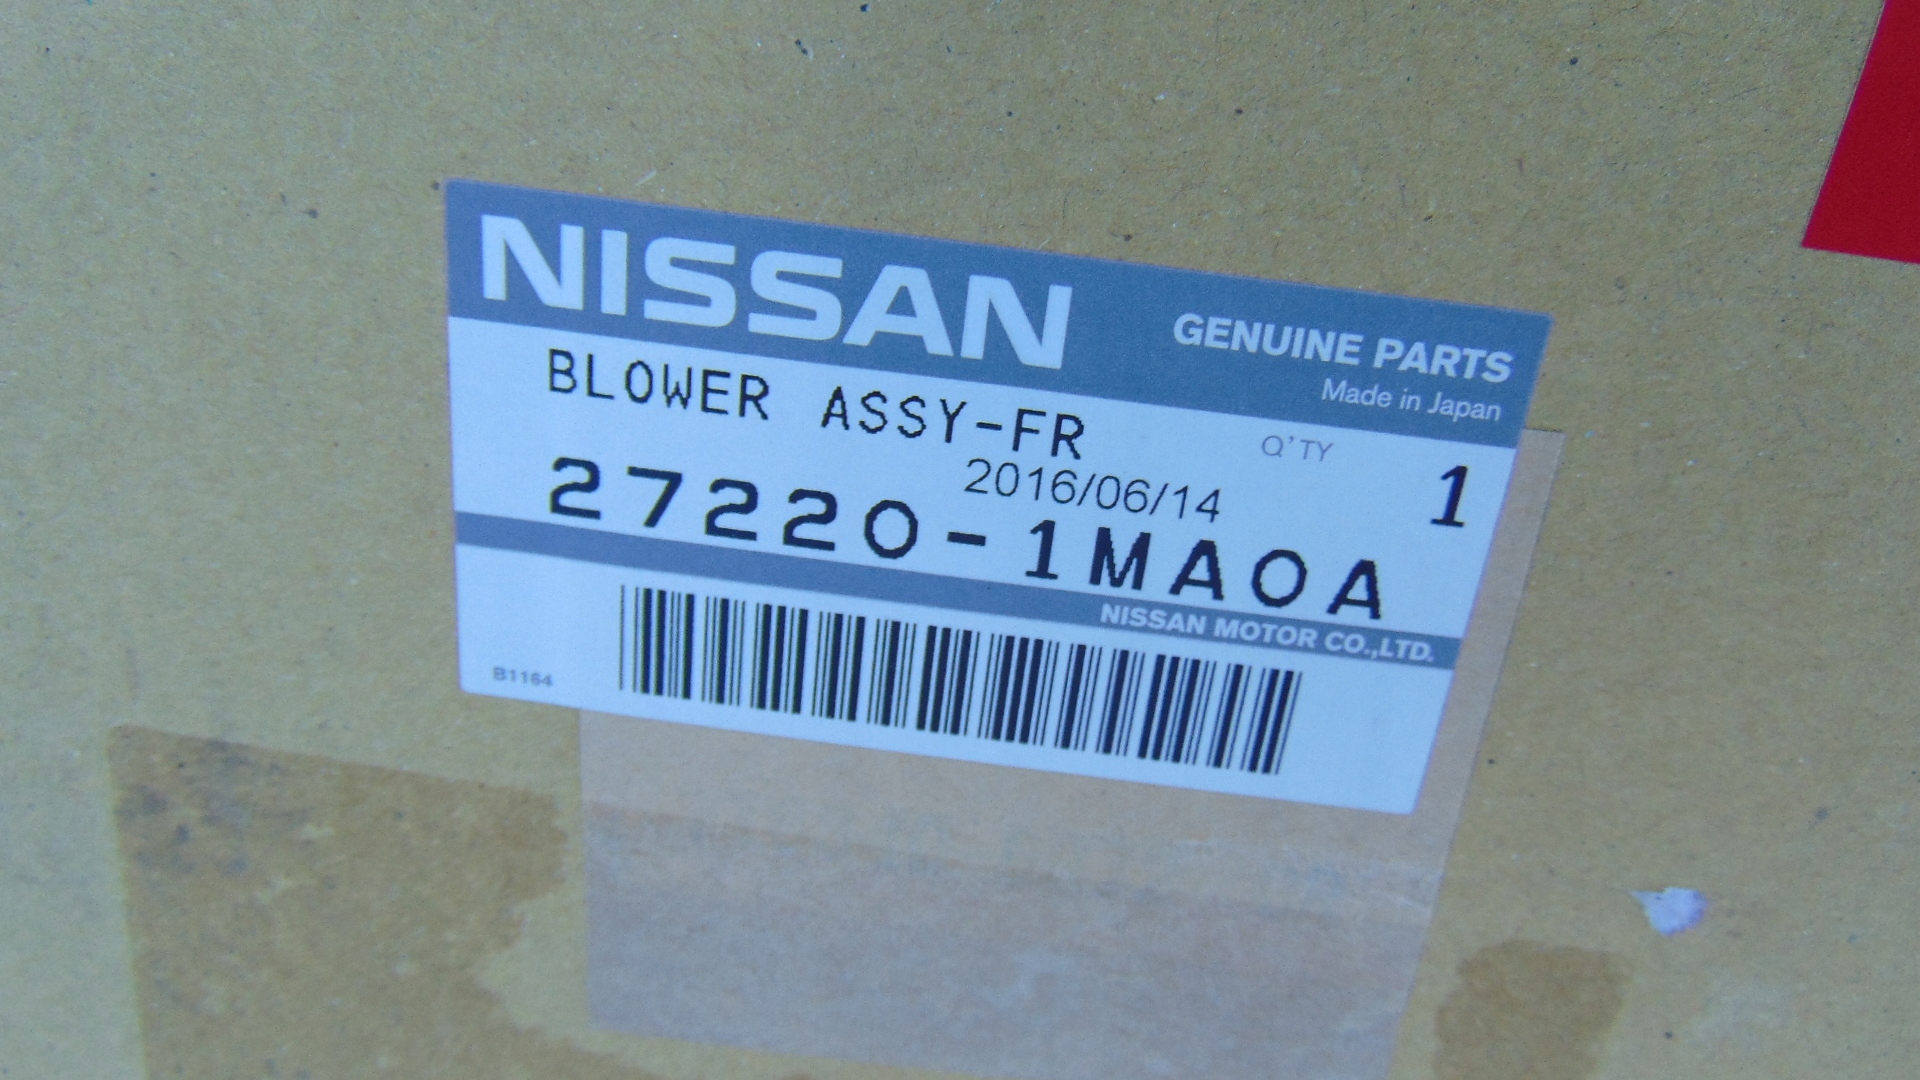 NISSAN
GENUINE PARTS
Made in Japan
BLOWER ASSY-FR
Q'TY 1
2016/06/14
27220-1MA0A
NISSAN MOTOR CO.,LTD.
B1164